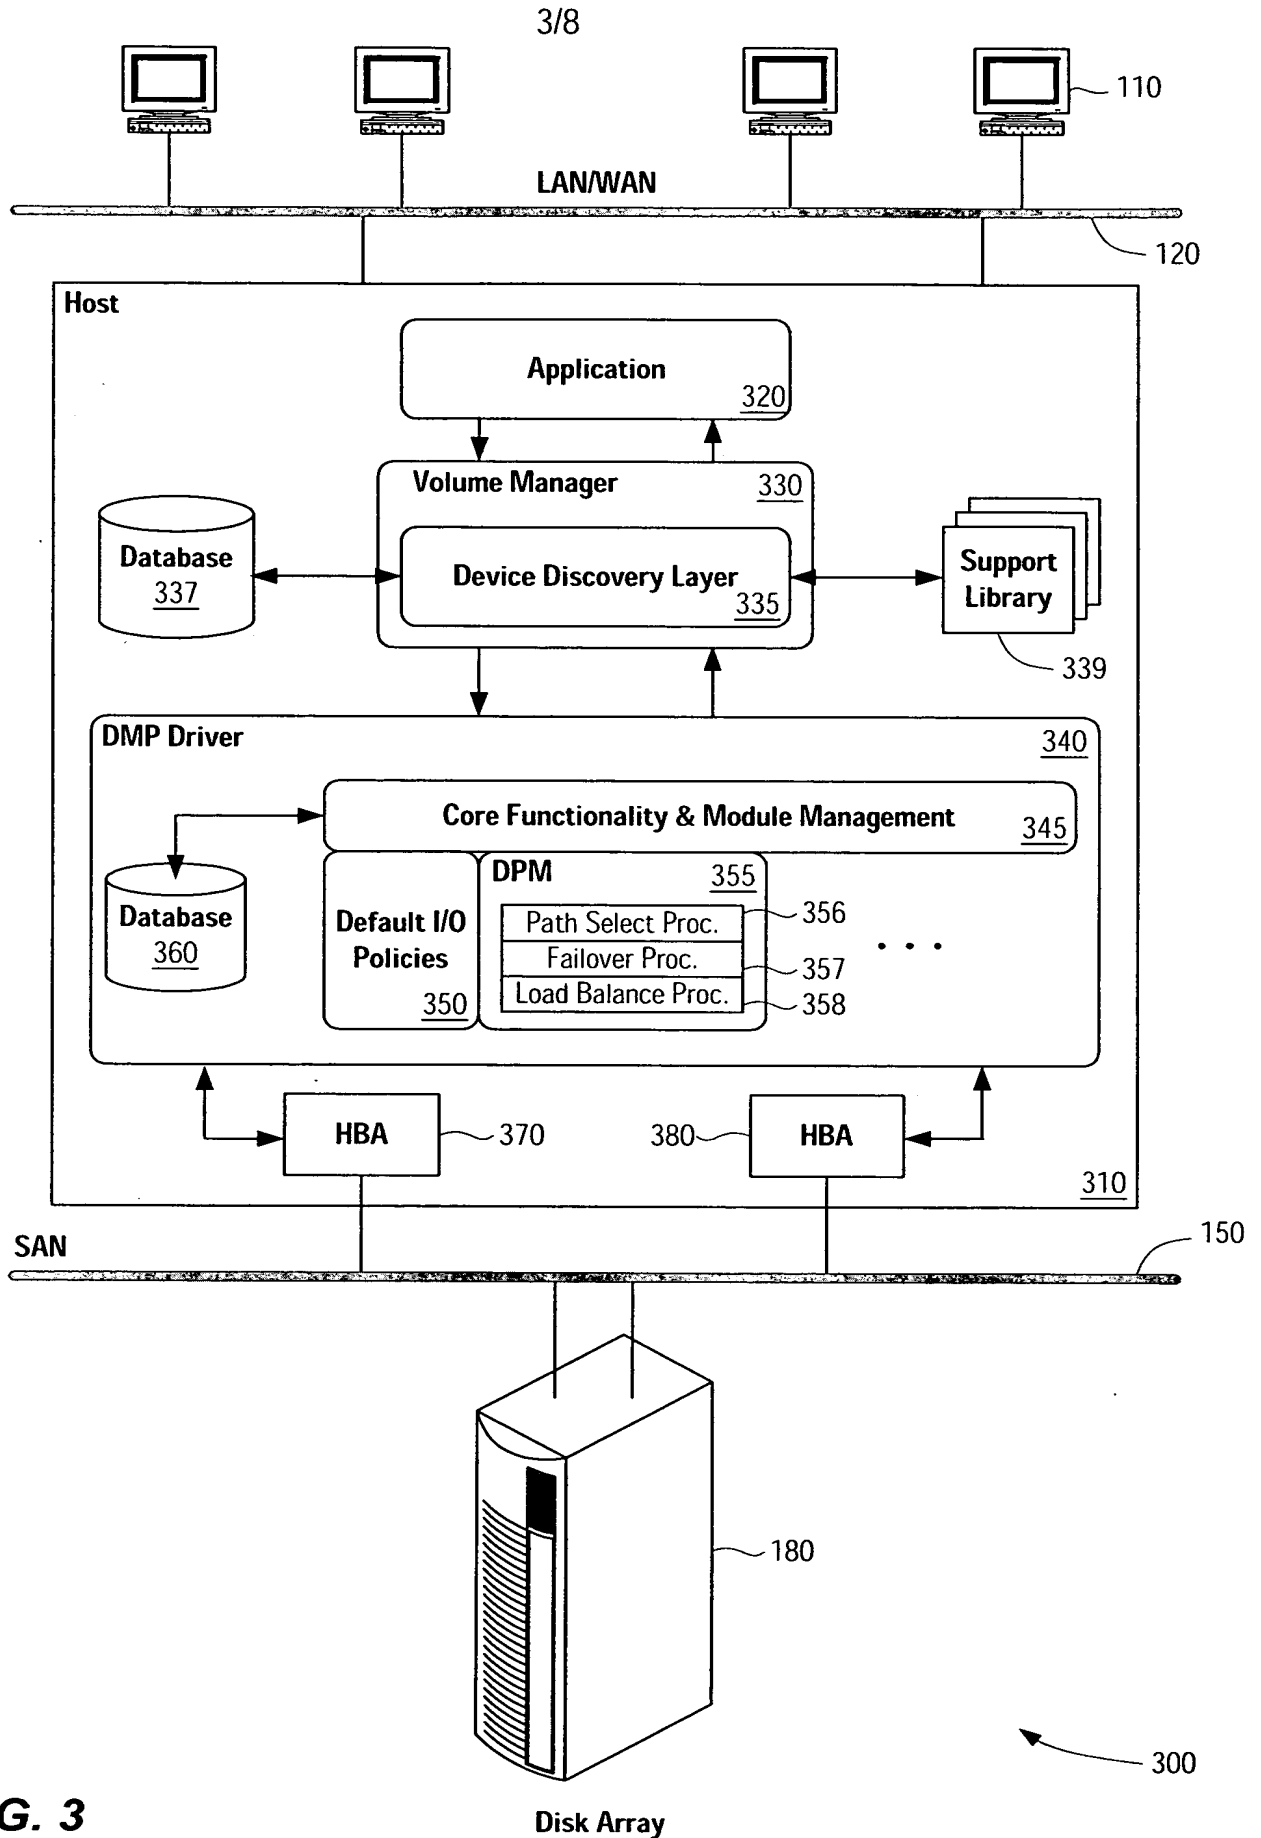 3/8
110
LAN/WAN
120
Host
Application
320
Volume Manager
330
Database
337
Device Discovery Layer
335
Support
Library
339
DMP Driver
340
Core Functionality & Module Management
345
Database
360
Default I/O
Policies
350
DPM
355
Path Select Proc.
356
Failover Proc.
357
Load Balance Proc.
358
. . .
HBA
370
380
HBA
310
SAN
150
180
300
G. 3
Disk Array